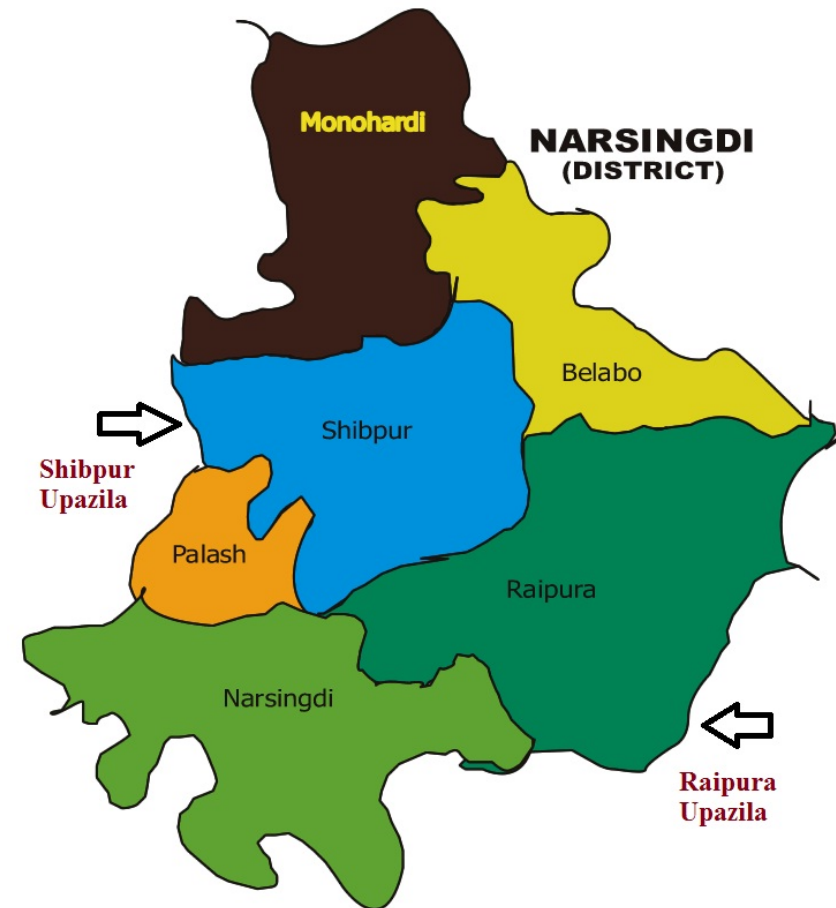 Monohardi
NARSINGDI
(DISTRICT)
Belabo
Shibpur
Shibpur
Upazila
Palash
Raipura
Narsingdi
Raipura
Upazila